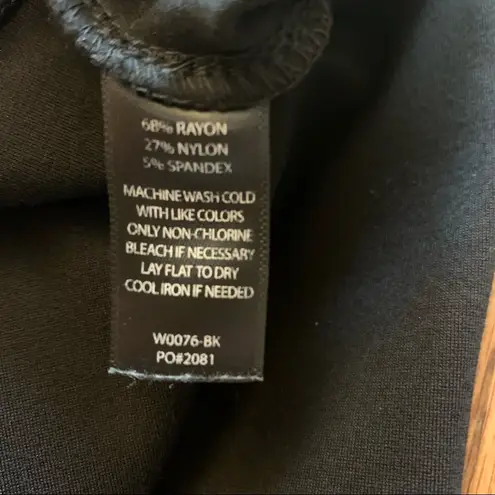 68% RAYON
27% NYLON
5% SPANDEX
MACHINE WASH COLD
WITH LIKE COLORS
ONLY NON-CHLORINE
BLEACH IF NECESSARY
LAY FLAT TO DRY
COOL IRON IF NEEDED
W0076-BK
PO#2081